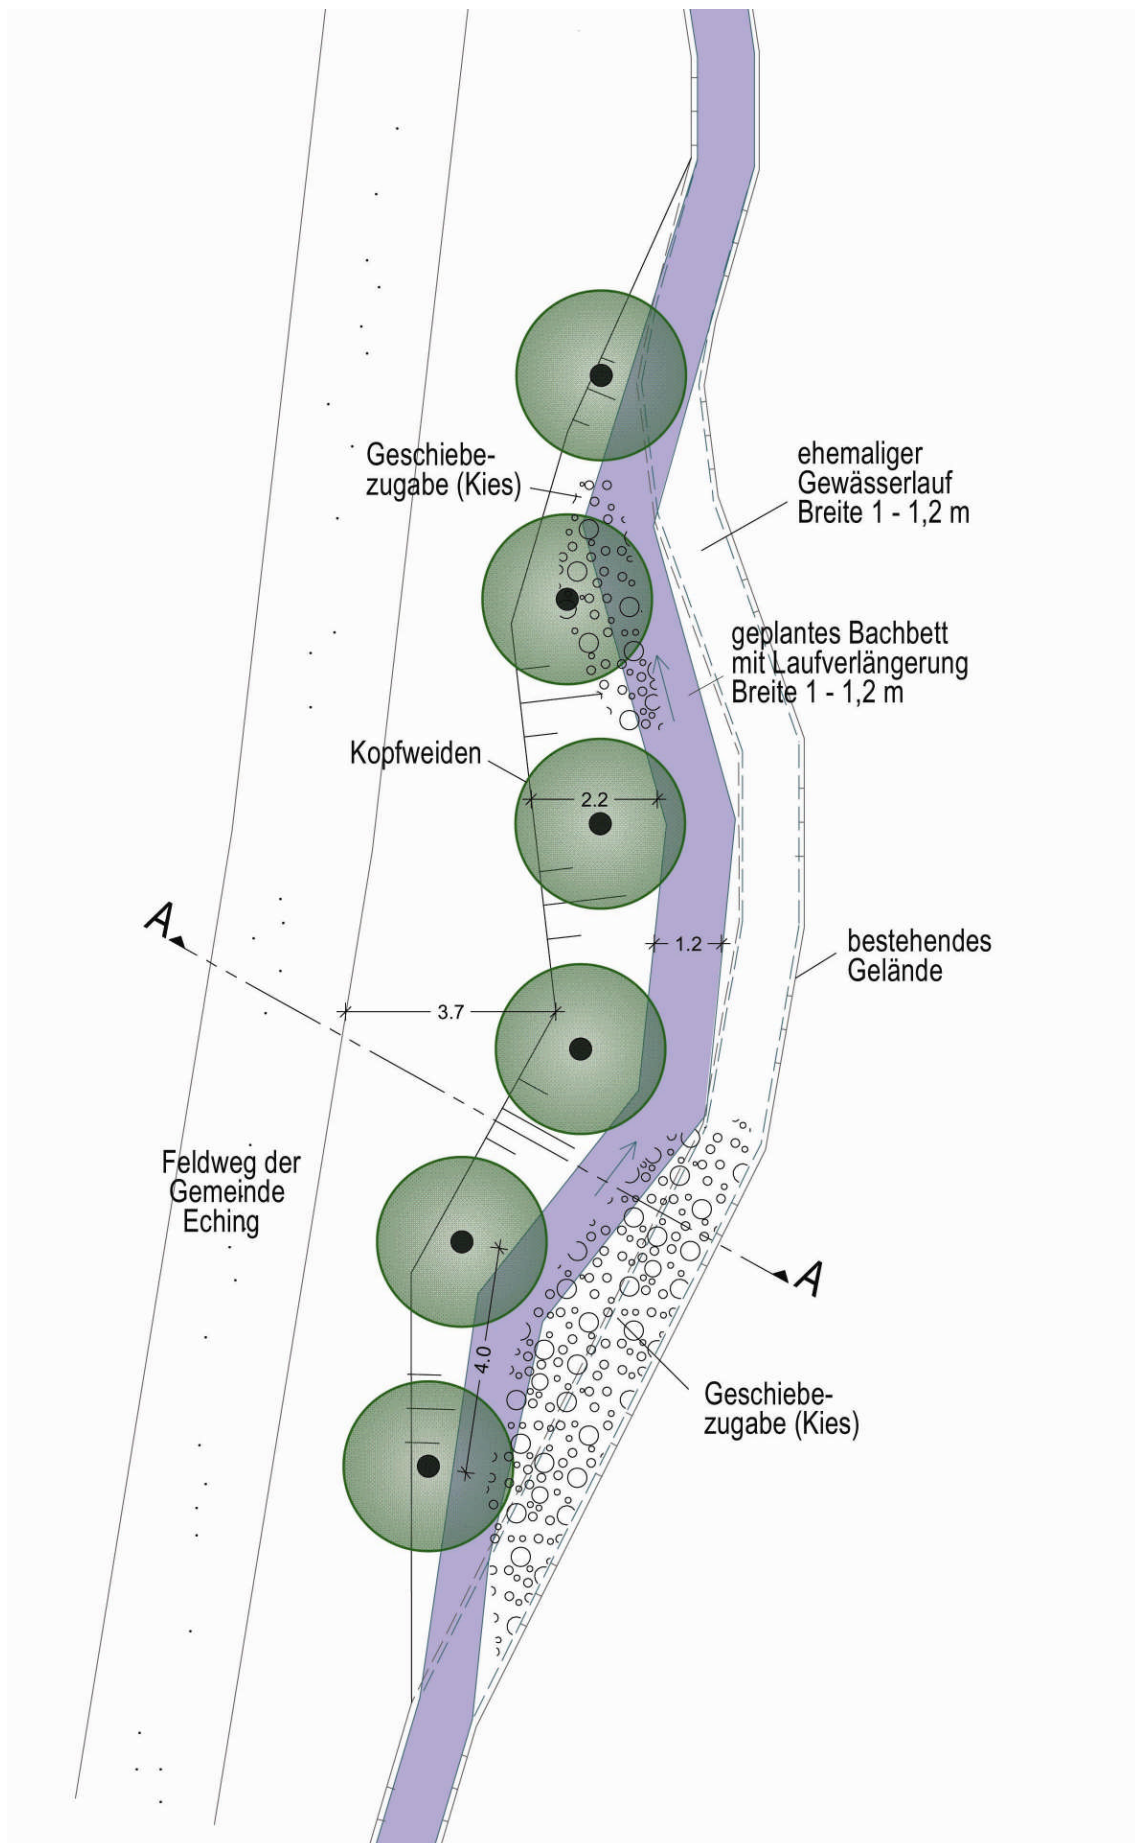 Geschiebe-
zugabe (Kies)
ehemaliger
Gewässerlauf
Breite 1 - 1,2 m
geplantes Bachbett
mit Laufverlängerung
Breite 1 - 1,2 m
Kopfweiden
2.2
A
1.2
bestehendes
Gelände
3.7
Feldweg der
Gemeinde
Eching
A
4.0
Geschiebe-
zugabe (Kies)